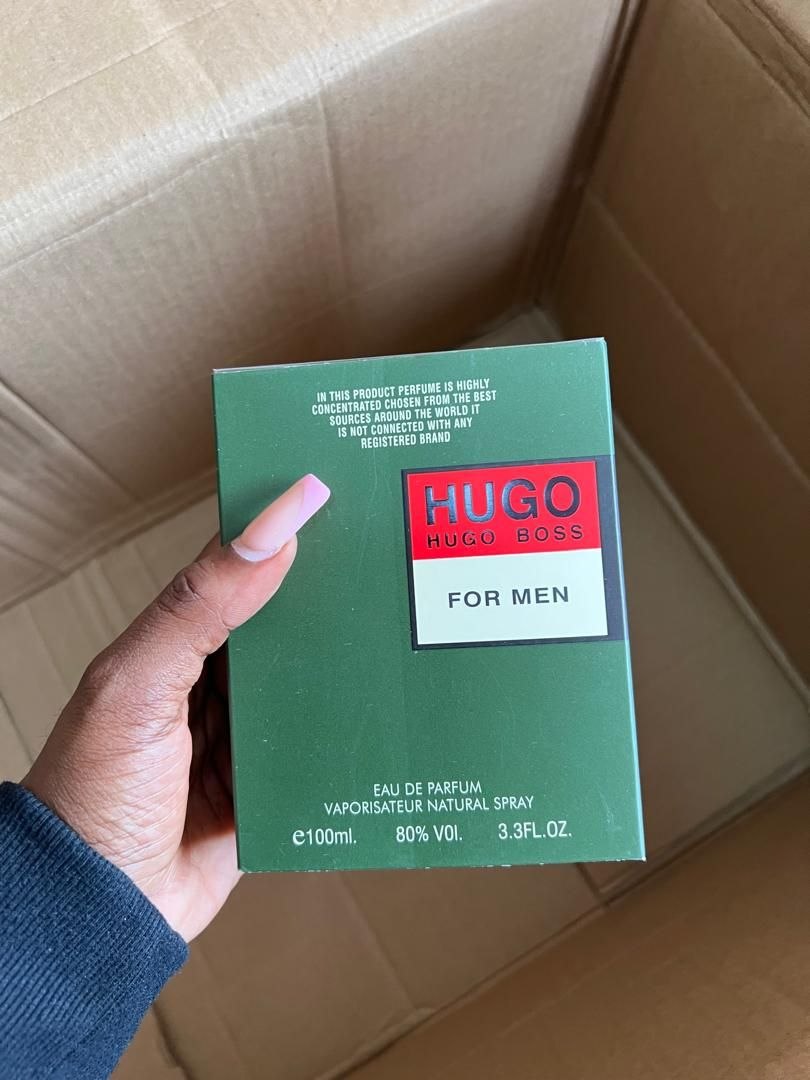 IN THIS PRODUCT PERFUME IS HIGHLY
CONCENTRATED CHOSEN FROM THE BEST
SOURCES AROUND THE WORLD IT
IS NOT CONNECTED WITH ANY
REGISTERED BRAND
HUGO
HUGO BOSS
FOR MEN
EAU DE PARFUM
VAPORISATEUR NATURAL SPRAY
e100ml. 80% VOl. 3.3FL.OZ.